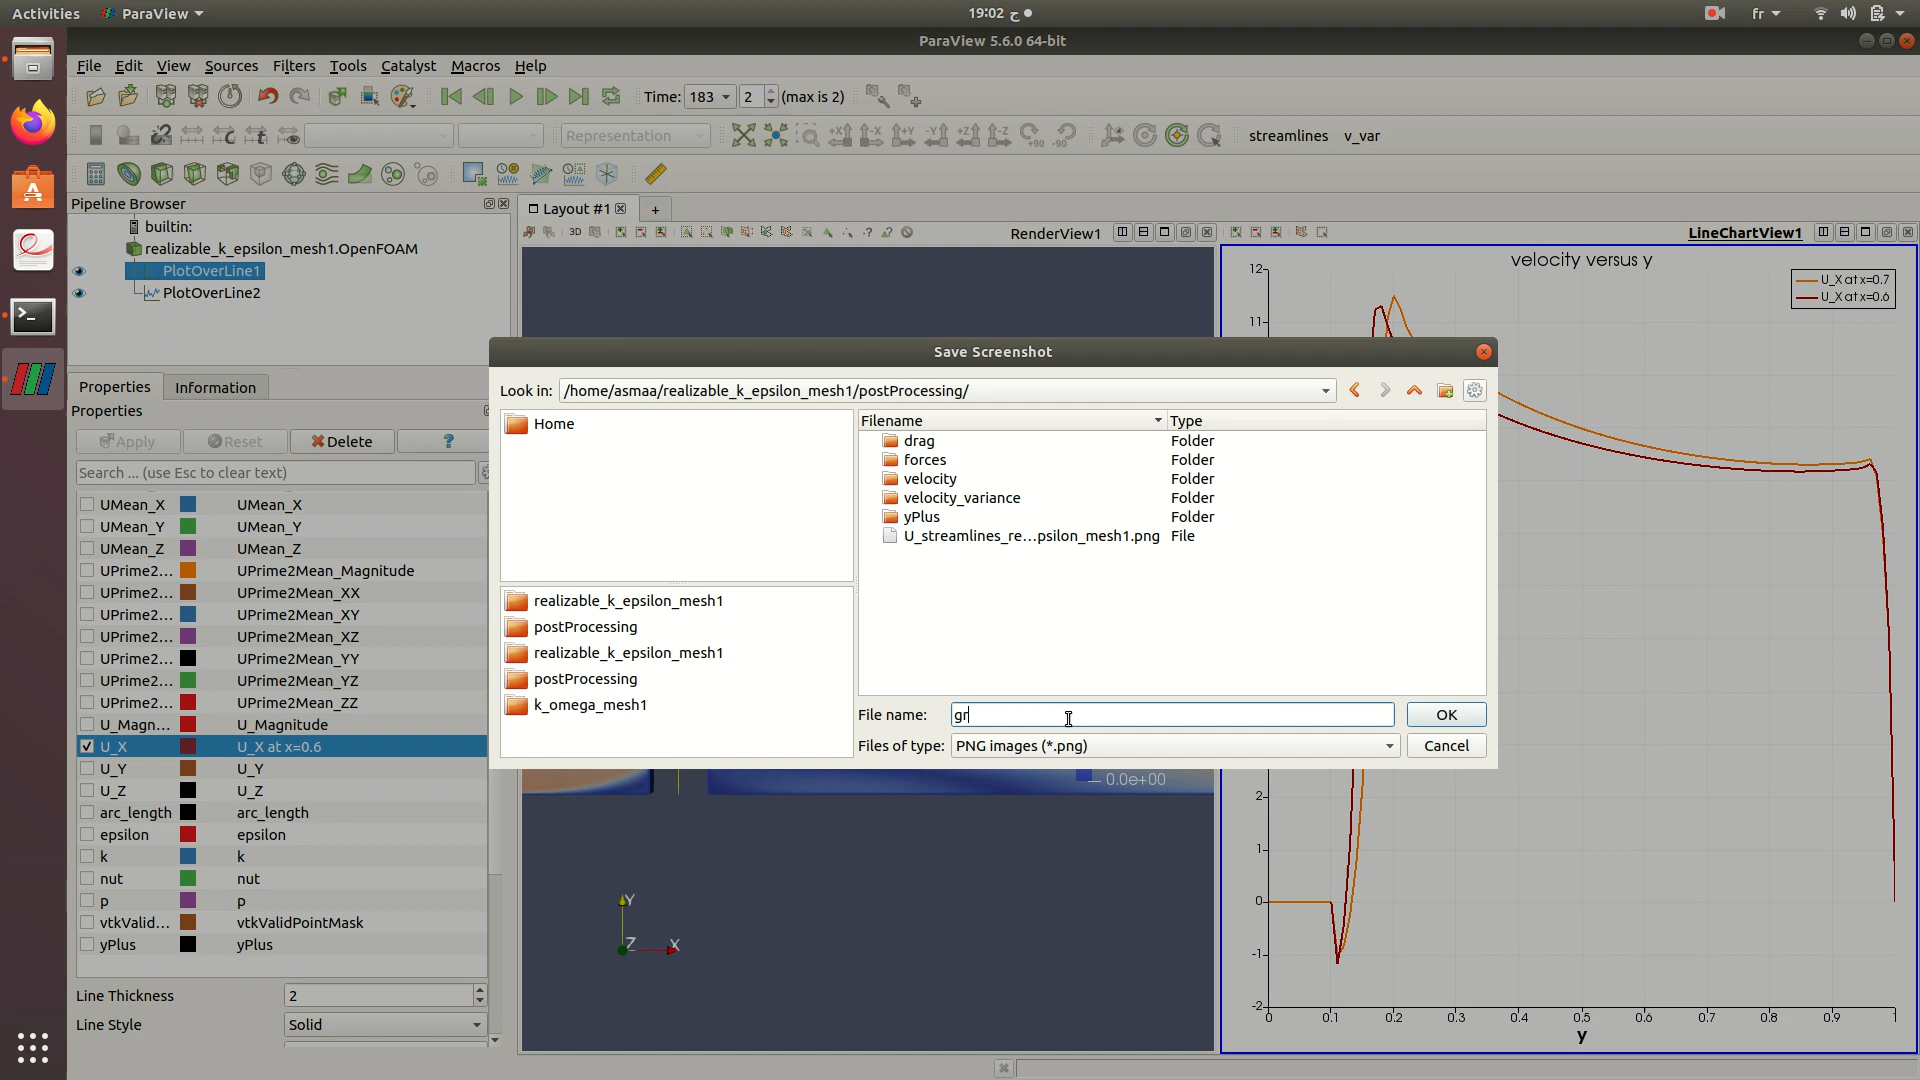 Activities ParaView 19:02 ح fr
ParaView 5.6.0 64-bit
File Edit View Sources Filters Tools Catalyst Macros Help
Time: 183 2 (max is 2)
Representation +X -X +Y -Y +Z -Z +90 -90 streamlines v_var
Pipeline Browser
builtin:
realizable_k_epsilon_mesh1.OpenFOAM
PlotOverLine1
PlotOverLine2
Layout #1 +
3D RenderView1
LineChartView1
velocity versus y
U_X at x=0.7
U_X at x=0.6
12
11
2
1
0
-1
-2
0 0.1 0.2 0.3 0.4 0.5 0.6 0.7 0.8 0.9 1
y
Properties Information
Properties
Apply Reset Delete ?
Search ... (use Esc to clear text)
UMean_X UMean_X
UMean_Y UMean_Y
UMean_Z UMean_Z
UPrime2... UPrime2Mean_Magnitude
UPrime2... UPrime2Mean_XX
UPrime2... UPrime2Mean_XY
UPrime2... UPrime2Mean_XZ
UPrime2... UPrime2Mean_YY
UPrime2... UPrime2Mean_YZ
UPrime2... UPrime2Mean_ZZ
U_Magn... U_Magnitude
U_X U_X at x=0.6
U_Y U_Y
U_Z U_Z
arc_length arc_length
epsilon epsilon
k k
nut nut
p p
vtkValid... vtkValidPointMask
yPlus yPlus
Line Thickness 2
Line Style Solid
Save Screenshot
Look in: /home/asmaa/realizable_k_epsilon_mesh1/postProcessing/
Home
realizable_k_epsilon_mesh1
postProcessing
realizable_k_epsilon_mesh1
postProcessing
k_omega_mesh1
Filename Type
drag Folder
forces Folder
velocity Folder
velocity_variance Folder
yPlus Folder
U_streamlines_re...psilon_mesh1.png File
File name: gr OK
Files of type: PNG images (*.png) Cancel
0.0e+00
Y
Z X